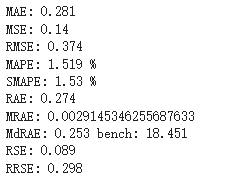 MAE: 0.281
MSE: 0.14
RMSE: 0.374
MAPE: 1.519 %
SMAPE: 1.53 %
RAE: 0.274
MRAE: 0.0029145346255687633
MdRAE: 0.253 bench: 18.451
RSE: 0.089
RRSE: 0.298